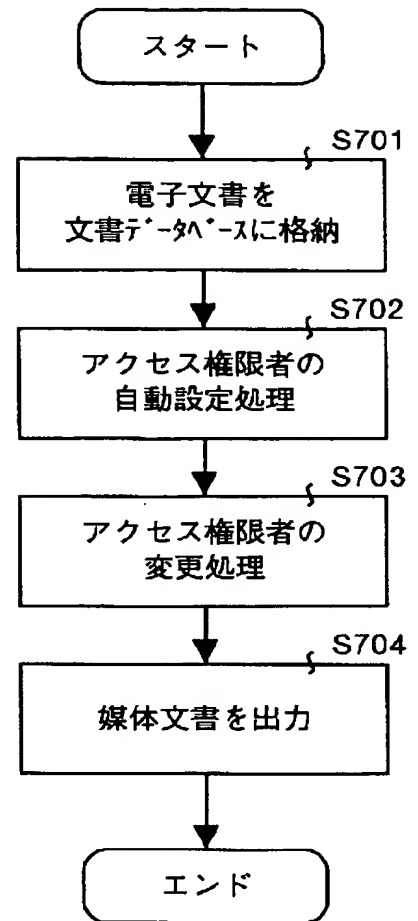 スタート
S701
電子文書を
文書ﾃﾞｰﾀﾍﾞｰｽに格納
S702
アクセス権限者の
自動設定処理
S703
アクセス権限者の
変更処理
S704
媒体文書を出力
エンド